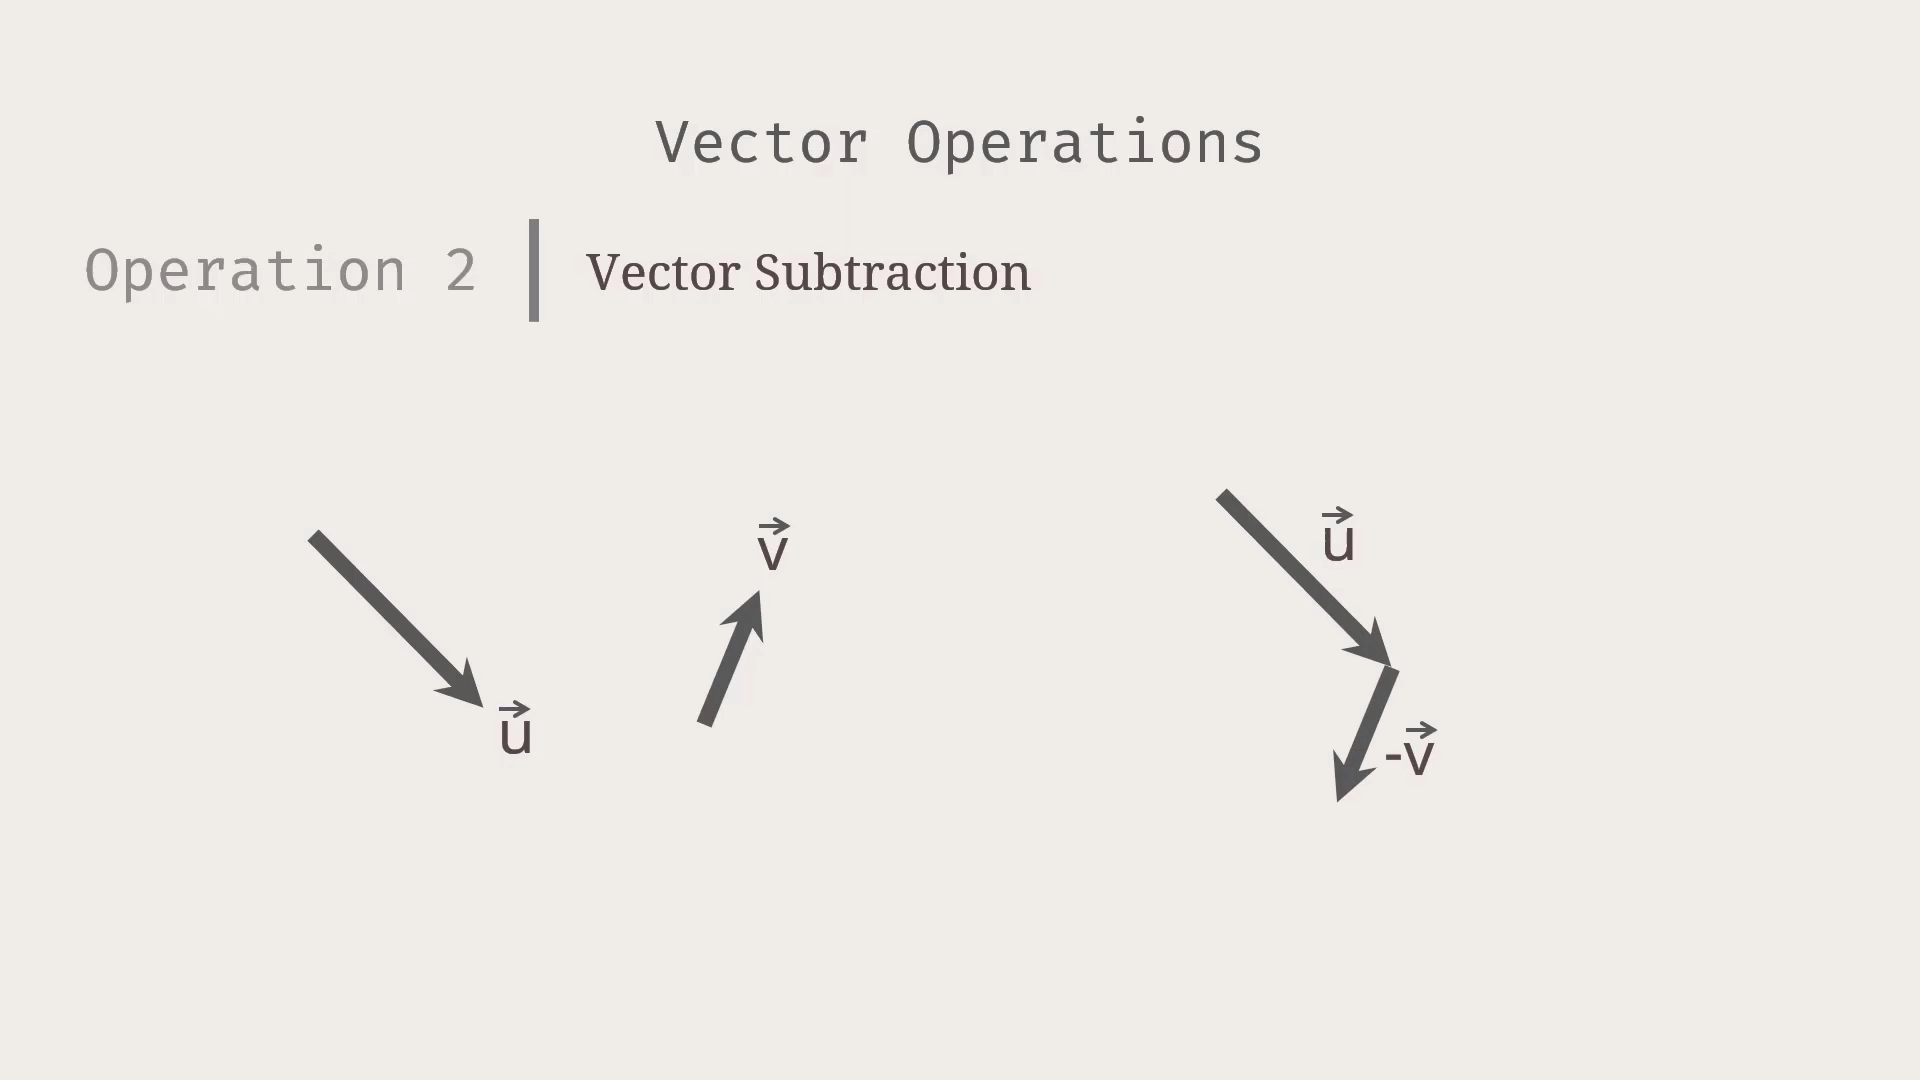 Vector Operations
Operation 2
Vector Subtraction
u⃗
v⃗
u⃗
-v⃗